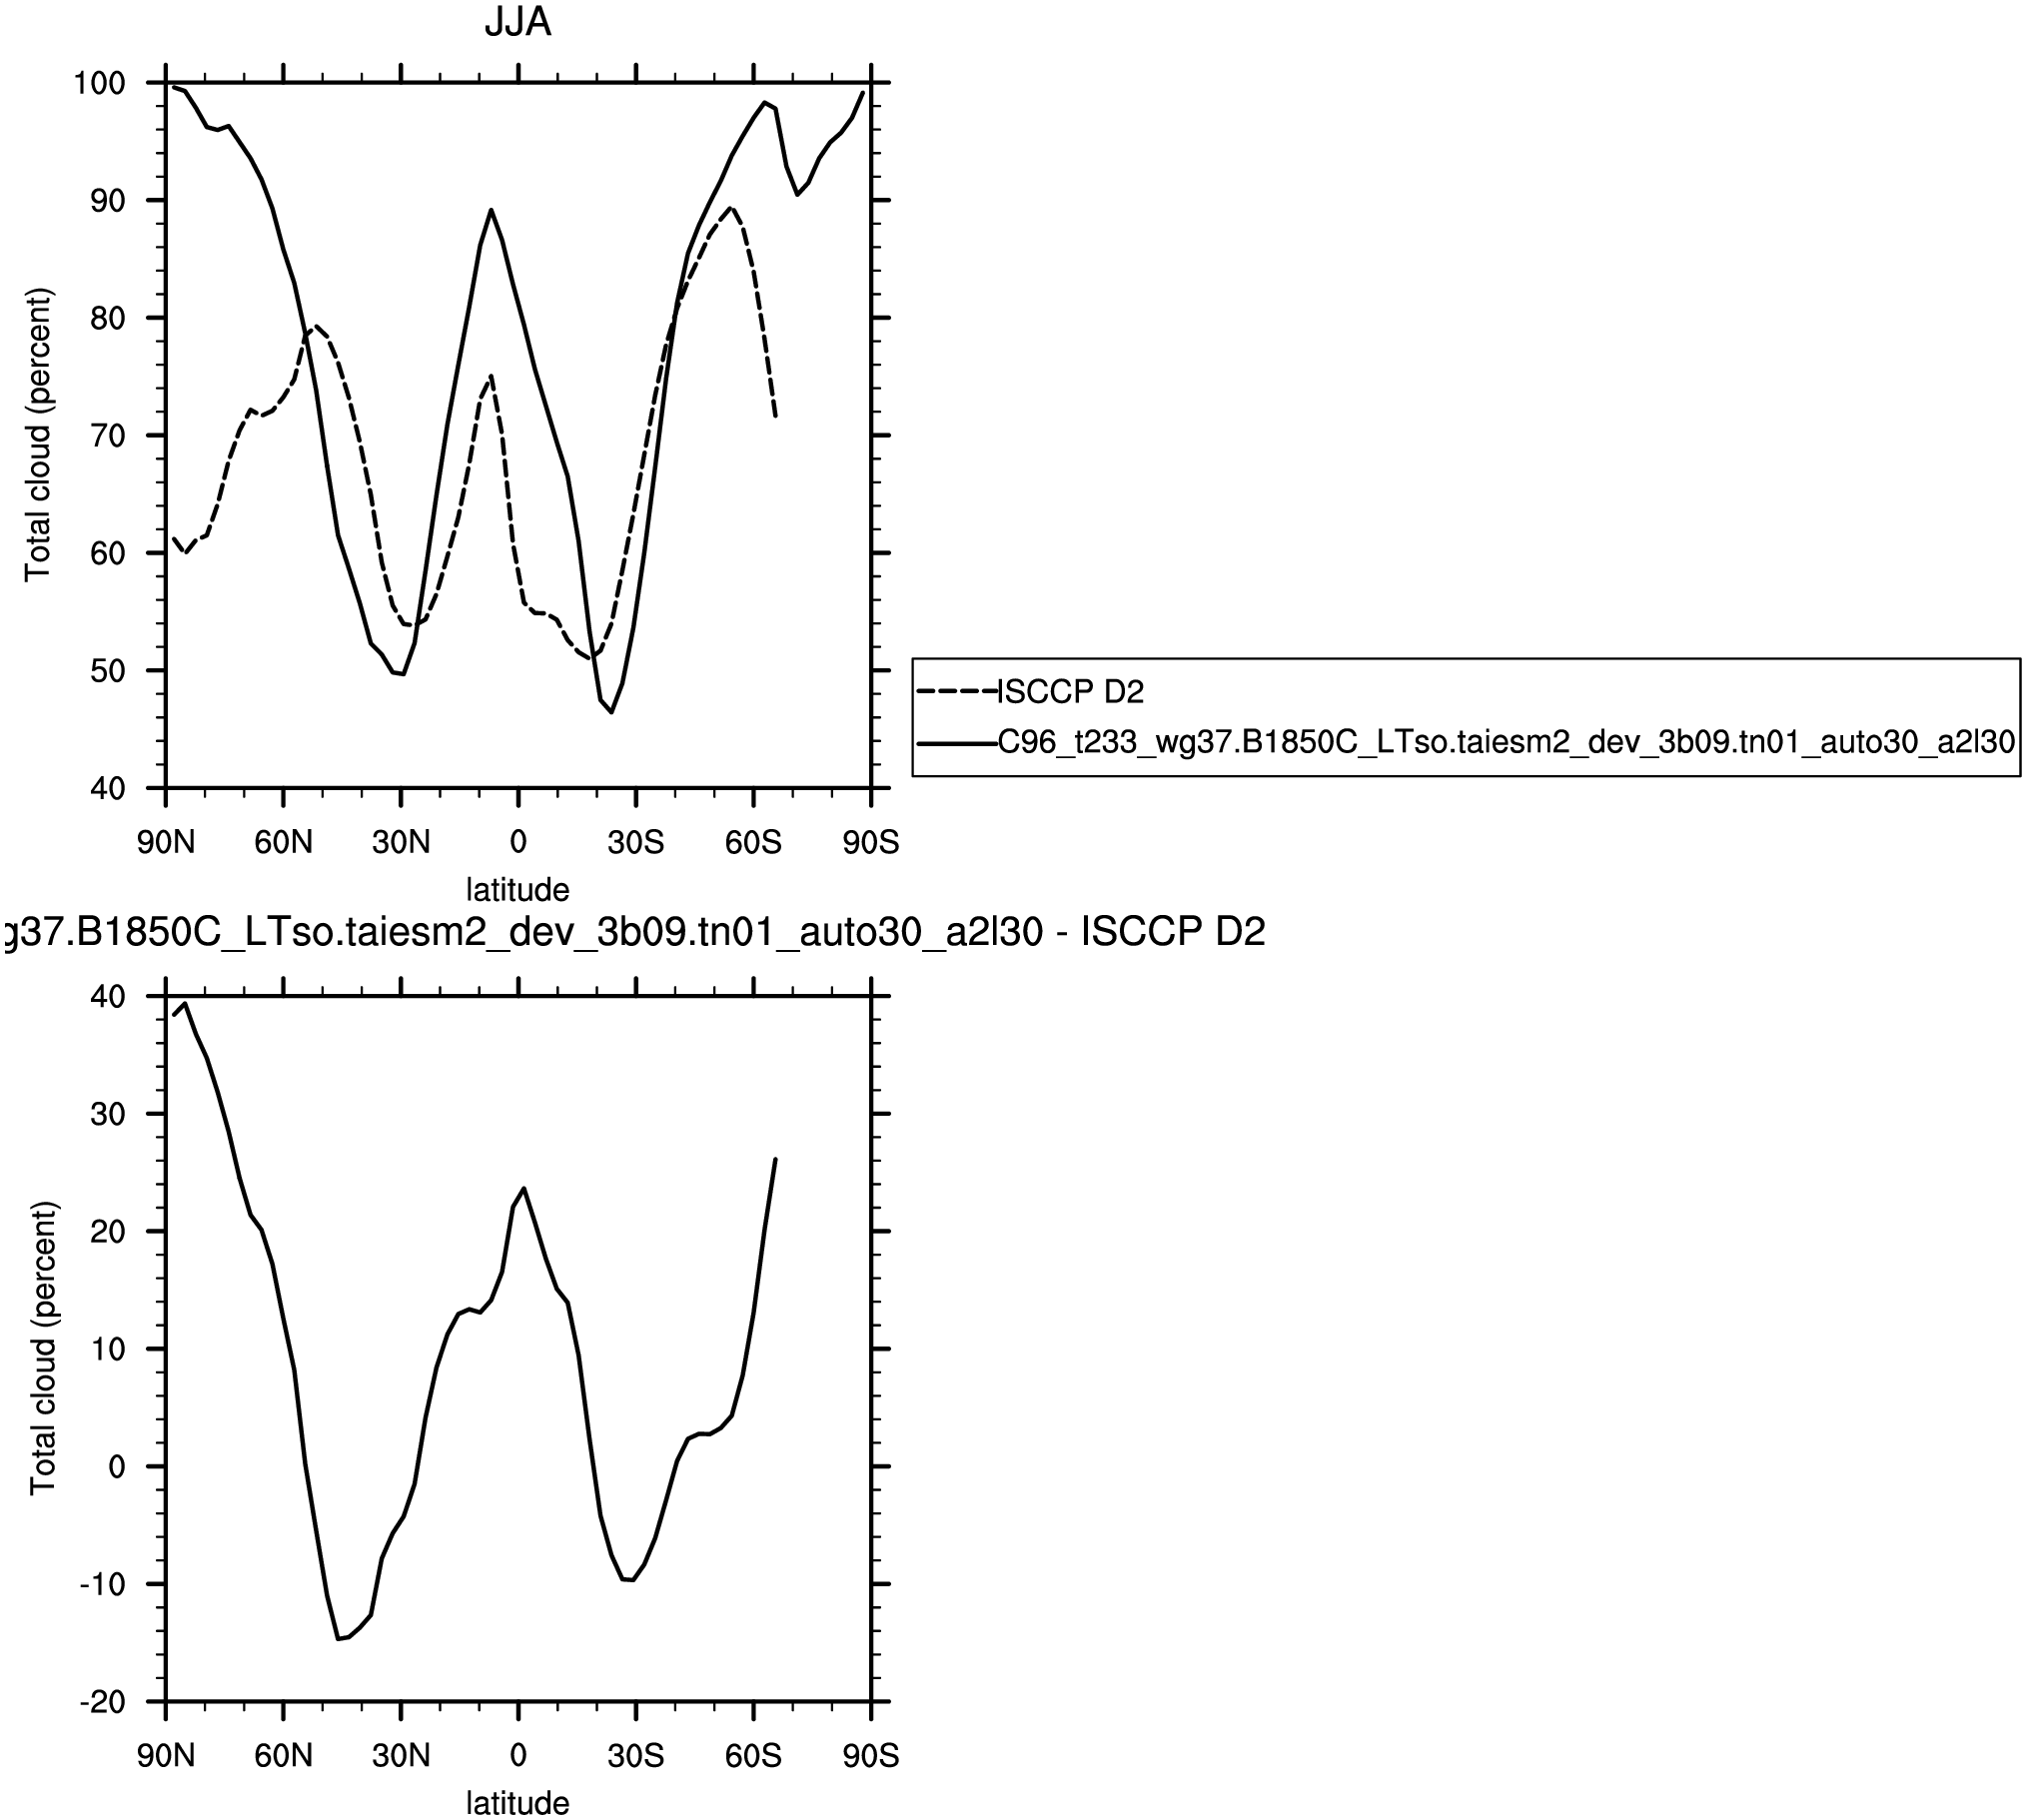 JJA
100
90
80
70
60
50
40
Total cloud (percent)
90N 60N 30N 0 30S 60S 90S
latitude
ISCCP D2
C96_t233_wg37.B1850C_LTso.taiesm2_dev_3b09.tn01_auto30_a2l30
g37.B1850C_LTso.taiesm2_dev_3b09.tn01_auto30_a2l30 - ISCCP D2
40
30
20
10
0
-10
-20
Total cloud (percent)
90N 60N 30N 0 30S 60S 90S
latitude